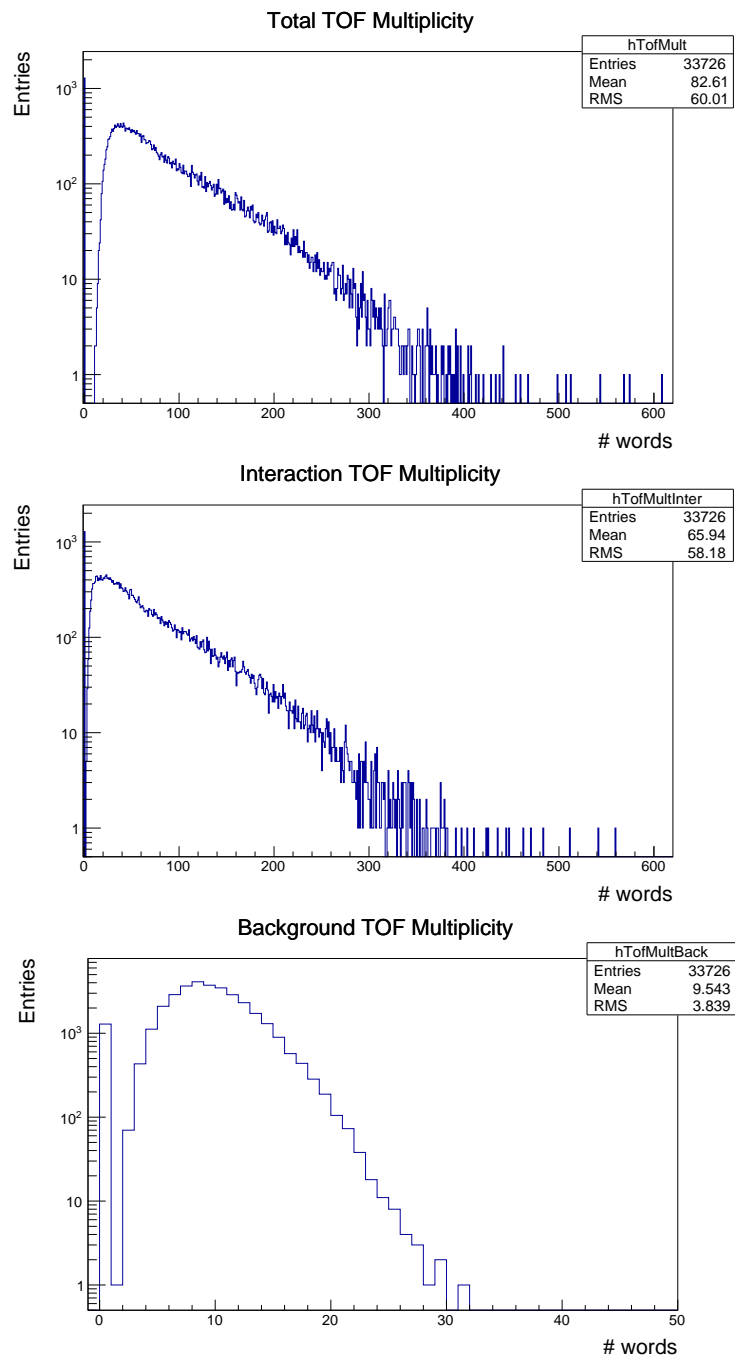 Total TOF Multiplicity
hTofMult
Entries 33726
Mean 82.61
RMS 60.01
Entries
10³
10²
10
1
0 100 200 300 400 500 600
# words
Interaction TOF Multiplicity
hTofMultInter
Entries 33726
Mean 65.94
RMS 58.18
Entries
10³
10²
10
1
0 100 200 300 400 500 600
# words
Background TOF Multiplicity
hTofMultBack
Entries 33726
Mean 9.543
RMS 3.839
Entries
10³
10²
10
1
0 10 20 30 40 50
# words